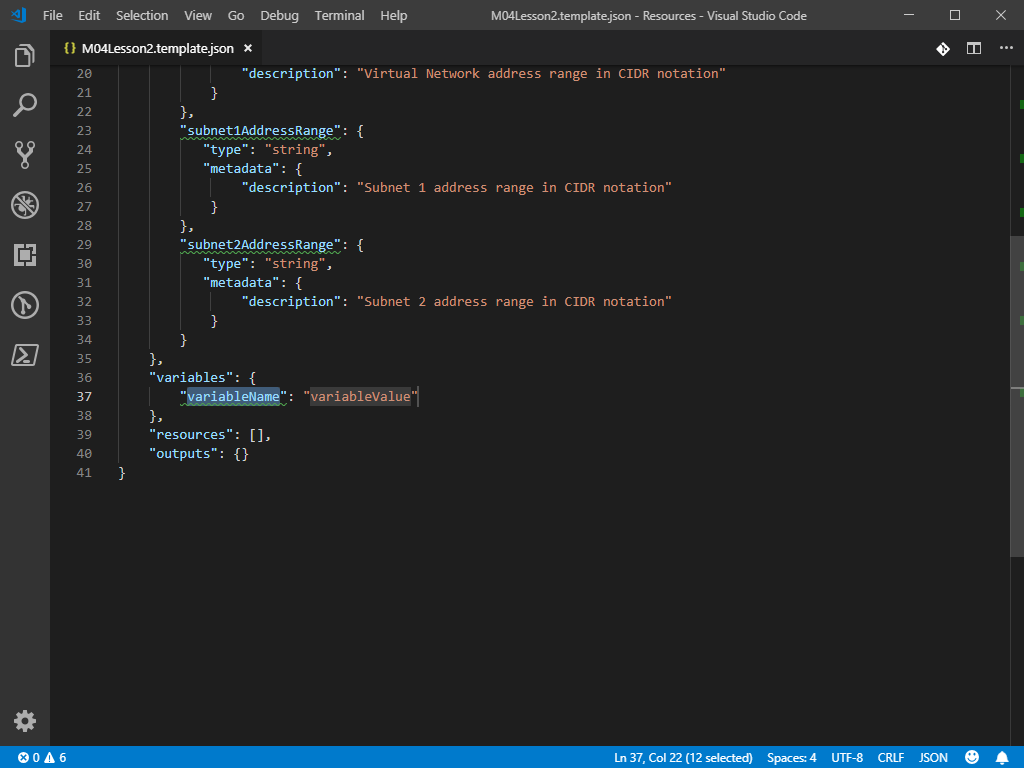 File Edit Selection View Go Debug Terminal Help M04Lesson2.template.json - Resources - Visual Studio Code
{} M04Lesson2.template.json
20 "description": "Virtual Network address range in CIDR notation"
21 }
22 },
23 "subnet1AddressRange": {
24 "type": "string",
25 "metadata": {
26 "description": "Subnet 1 address range in CIDR notation"
27 }
28 },
29 "subnet2AddressRange": {
30 "type": "string",
31 "metadata": {
32 "description": "Subnet 2 address range in CIDR notation"
33 }
34 }
35 },
36 "variables": {
37 "variableName": "variableValue"
38 },
39 "resources": [],
40 "outputs": {}
41 }
0 6 Ln 37, Col 22 (12 selected) Spaces: 4 UTF-8 CRLF JSON